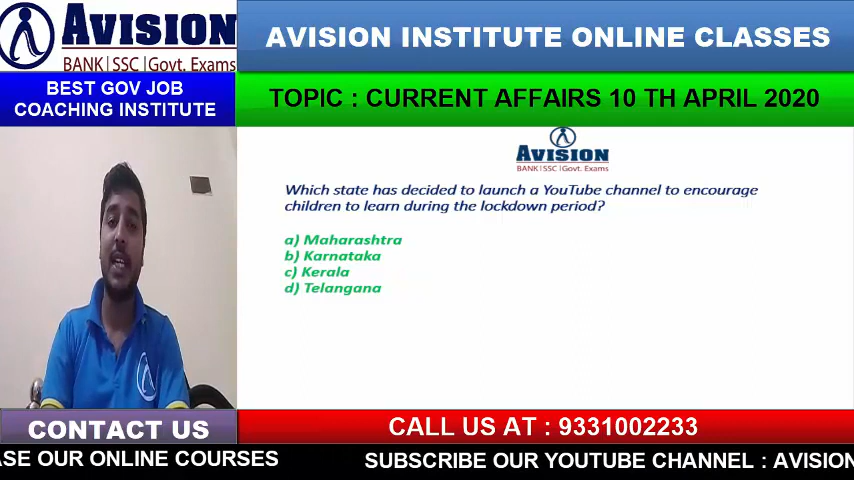 AVISION
BANK|SSC|Govt. Exams
AVISION INSTITUTE ONLINE CLASSES
BEST GOV JOB
COACHING INSTITUTE
TOPIC : CURRENT AFFAIRS 10 TH APRIL 2020
AVISION
BANK|SSC|Govt. Exams
Which state has decided to launch a YouTube channel to encourage
children to learn during the lockdown period?
a) Maharashtra
b) Karnataka
c) Kerala
d) Telangana
CONTACT US
CALL US AT : 9331002233
ASE OUR ONLINE COURSES
SUBSCRIBE OUR YOUTUBE CHANNEL : AVISION